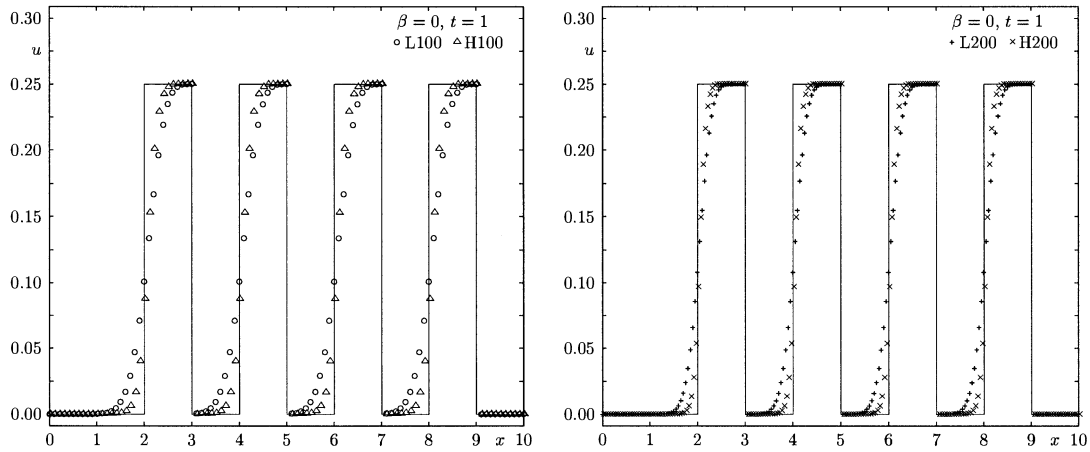 β = 0, t = 1
○ L100 △ H100
u
0.30
0.25
0.20
0.15
0.10
0.05
0.00
0 1 2 3 4 5 6 7 8 9 x 10
β = 0, t = 1
+ L200 × H200
u
0.30
0.25
0.20
0.15
0.10
0.05
0.00
0 1 2 3 4 5 6 7 8 9 x 10